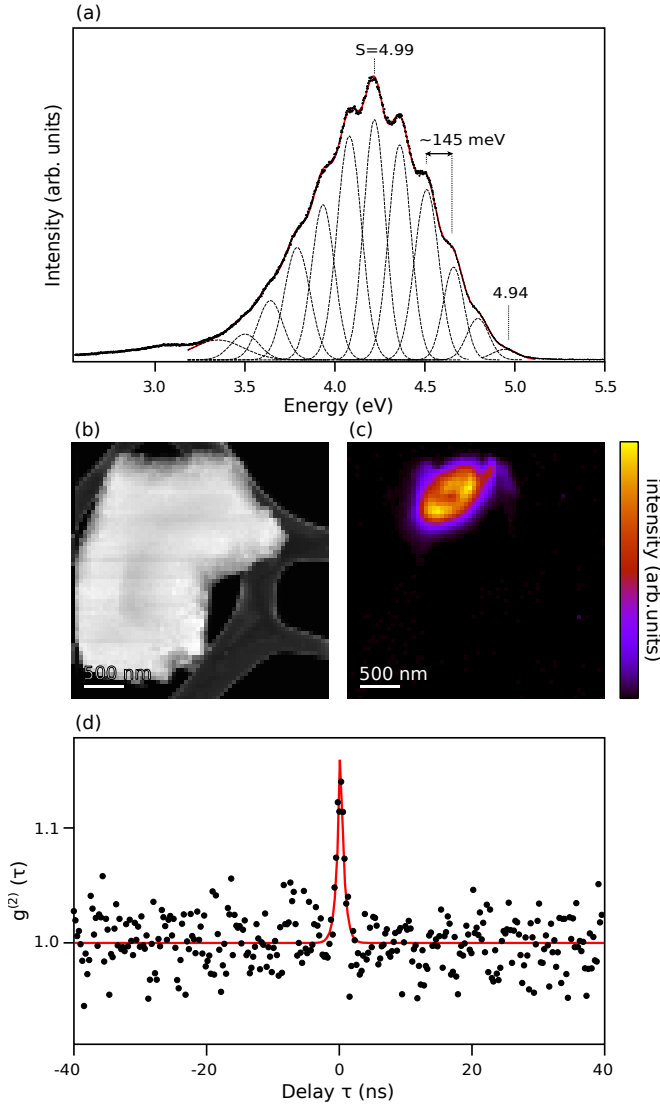 (a)
S=4.99
~145 meV
4.94
Intensity (arb. units)
3.0 3.5 4.0 4.5 5.0 5.5
Energy (eV)
(b)
(c)
500 nm
500 nm
intensity (arb.units)
(d)
1.1
1.0
g(2) (τ)
-40 -20 0 20 40
Delay τ (ns)